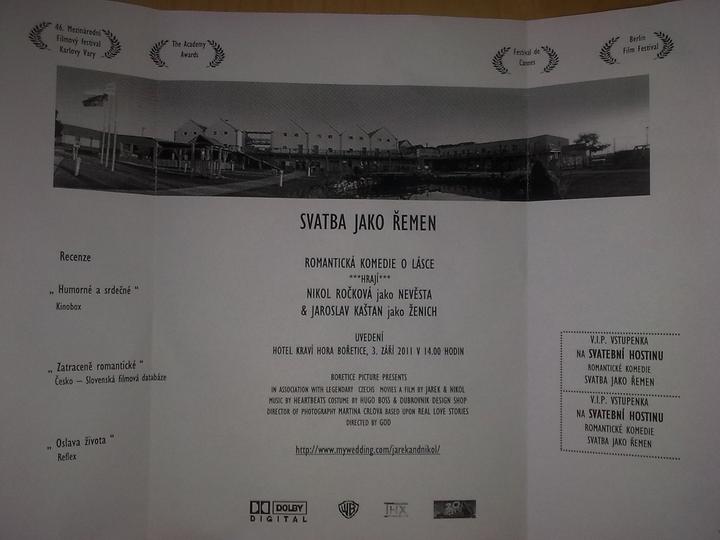 46. Mezinárodní
Filmový festival
Karlovy Vary
The Academy
Awards
Festival de
Cannes
Berlin
Film Festival
SVATBA JAKO ŘEMEN
ROMANTICKÁ KOMEDIE O LÁSCE
***HRAJÍ***
NIKOL ROČKOVÁ jako NEVĚSTA
& JAROSLAV KAŠTAN jako ŽENICH
UVEDENÍ
HOTEL KRAVÍ HORA BOŘETICE, 3. ZÁŘÍ 2011 V 14.00 HODIN
BORETICE PICTURE PRESENTS
IN ASSOCIATION WITH LEGENDARY CZECHS MOVIES A FILM BY JAREK & NIKOL
MUSIC BY HEARTBEATS COSTUME BY HUGO BOSS & DUBROVNIK DESIGN SHOP
DIRECTOR OF PHOTOGRAPHY MARTINA CRLOVA BASED UPON REAL LOVE STORIES
DIRECTED BY GOD
http://www.mywedding.com/jarekandnikol/
Recenze
„ Humorné a srdečné “
Kinobox
„ Zatraceně romantické “
Česko – Slovenská filmová databáze
„ Oslava života “
Reflex
V.I.P. VSTUPENKA
NA SVATEBNÍ HOSTINU
ROMANTICKÉ KOMEDIE
SVATBA JAKO ŘEMEN
V.I.P. VSTUPENKA
NA SVATEBNÍ HOSTINU
ROMANTICKÉ KOMEDIE
SVATBA JAKO ŘEMEN
DOLBY
DIGITAL
WB
THX